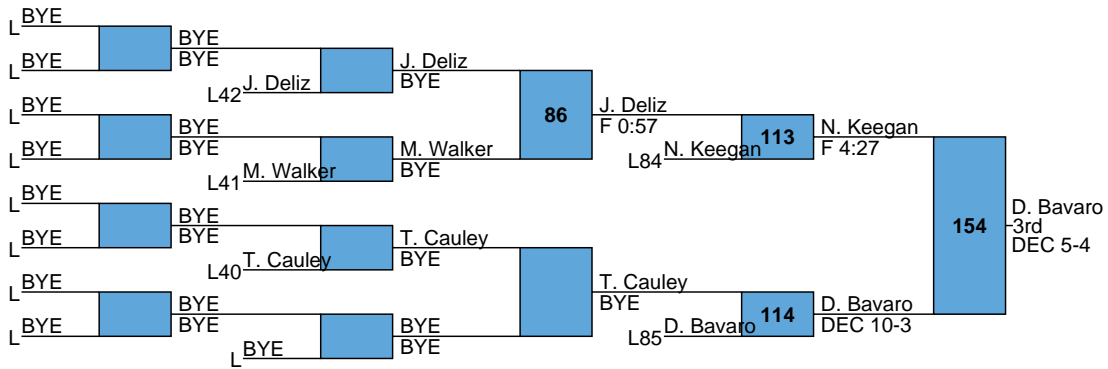 L BYE
L BYE
BYE
BYE
L42 J. Deliz
J. Deliz
BYE
L BYE
L BYE
BYE
BYE
L41 M. Walker
M. Walker
BYE
86
J. Deliz
F 0:57
L84 N. Keegan
113
N. Keegan
F 4:27
L BYE
L BYE
BYE
BYE
L40 T. Cauley
T. Cauley
BYE
L BYE
L BYE
BYE
BYE
L BYE
BYE
BYE
T. Cauley
BYE
L85 D. Bavaro
114
D. Bavaro
DEC 10-3
154
D. Bavaro
3rd
DEC 5-4